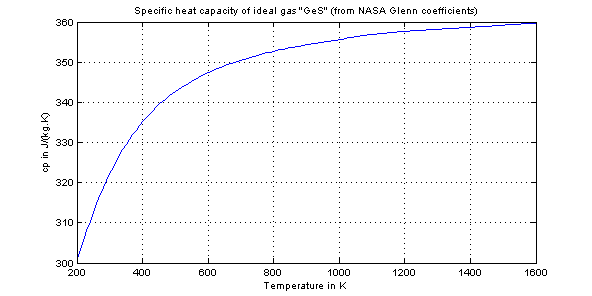 Specific heat capacity of ideal gas "GeS" (from NASA Glenn coefficients)
360
350
340
330
320
310
300
cp in J/(kg.K)
200 400 600 800 1000 1200 1400 1600
Temperature in K